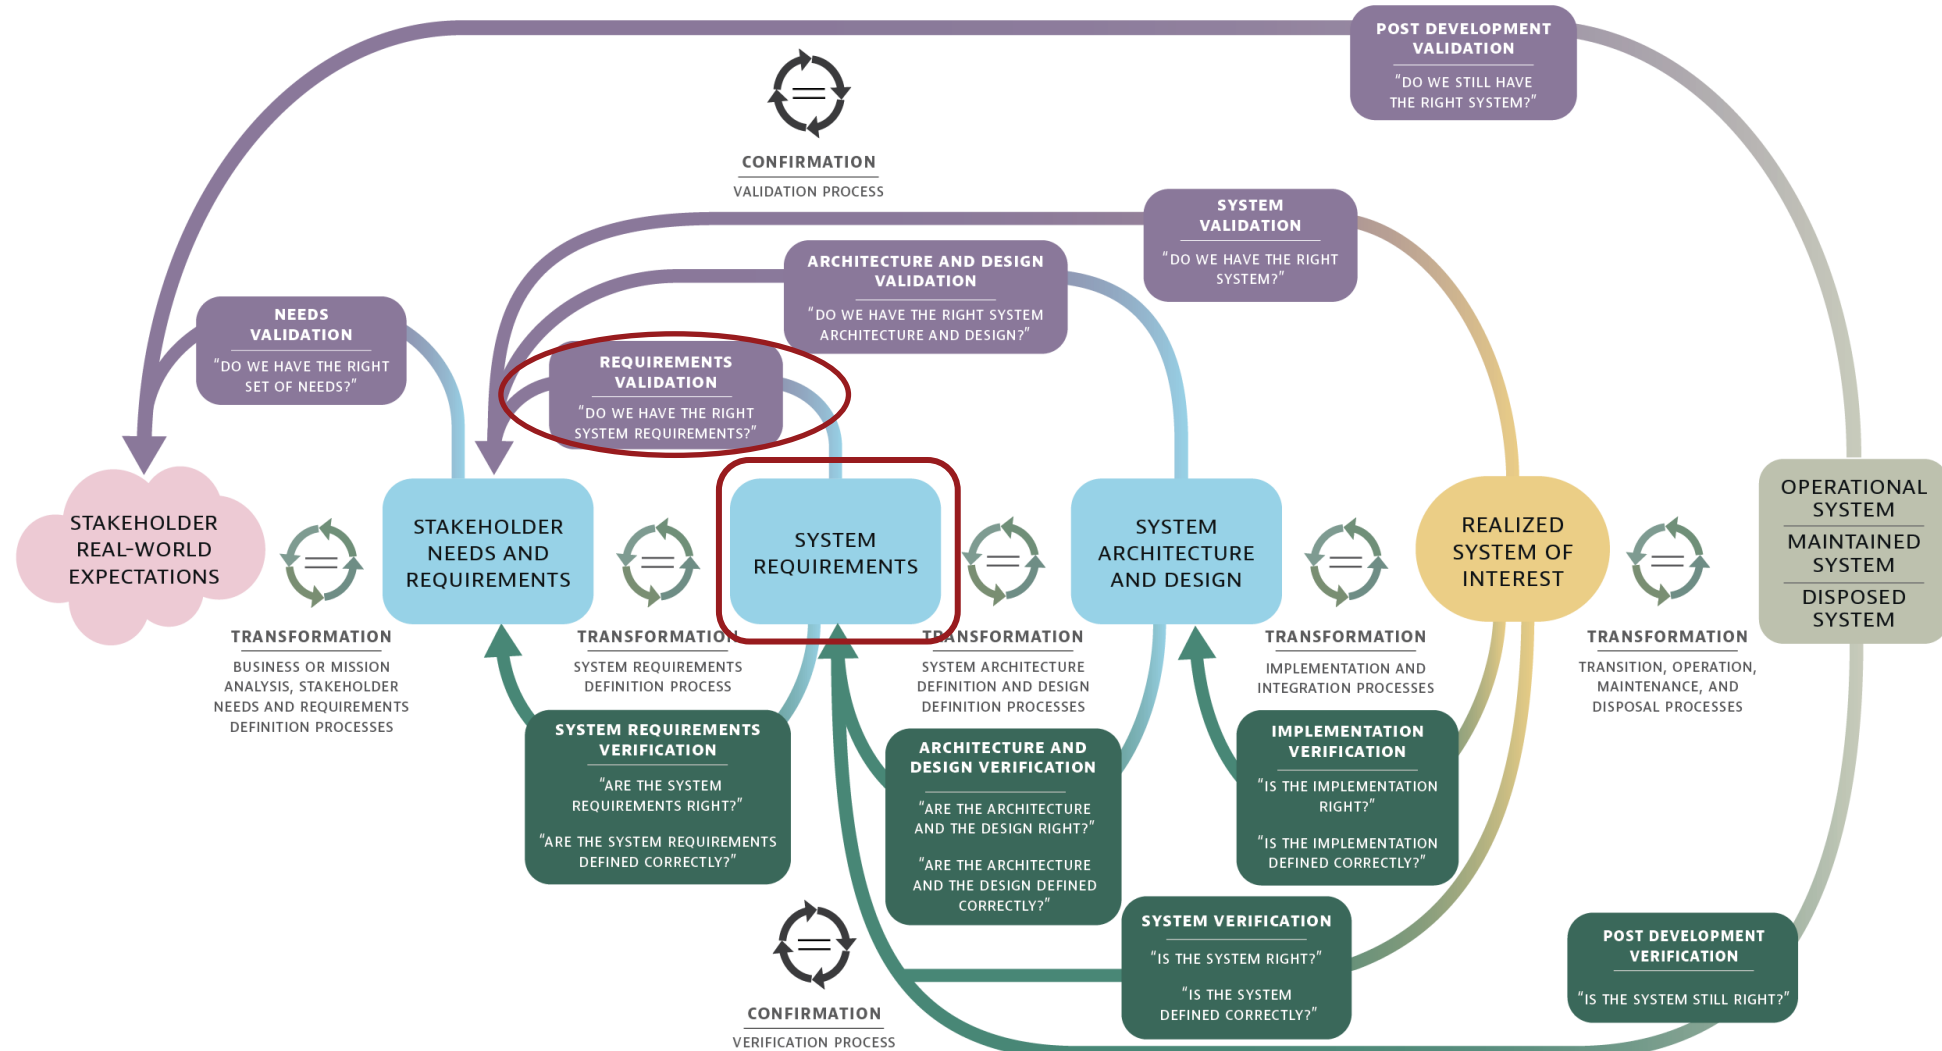 POST DEVELOPMENT
VALIDATION
“DO WE STILL HAVE
THE RIGHT SYSTEM?”
CONFIRMATION
VALIDATION PROCESS
SYSTEM
VALIDATION
“DO WE HAVE THE RIGHT
SYSTEM?”
ARCHITECTURE AND DESIGN
VALIDATION
“DO WE HAVE THE RIGHT SYSTEM
ARCHITECTURE AND DESIGN?”
NEEDS
VALIDATION
“DO WE HAVE THE RIGHT
SET OF NEEDS?”
REQUIREMENTS
VALIDATION
“DO WE HAVE THE RIGHT
SYSTEM REQUIREMENTS?”
STAKEHOLDER
REAL-WORLD
EXPECTATIONS
STAKEHOLDER
NEEDS AND
REQUIREMENTS
SYSTEM
REQUIREMENTS
SYSTEM
ARCHITECTURE
AND DESIGN
REALIZED
SYSTEM OF
INTEREST
OPERATIONAL
SYSTEM
MAINTAINED
SYSTEM
DISPOSED
SYSTEM
TRANSFORMATION
BUSINESS OR MISSION
ANALYSIS, STAKEHOLDER
NEEDS AND REQUIREMENTS
DEFINITION PROCESSES
TRANSFORMATION
SYSTEM REQUIREMENTS
DEFINITION PROCESS
TRANSFORMATION
SYSTEM ARCHITECTURE
DEFINITION AND DESIGN
DEFINITION PROCESSES
TRANSFORMATION
IMPLEMENTATION AND
INTEGRATION PROCESSES
TRANSFORMATION
TRANSITION, OPERATION,
MAINTENANCE, AND
DISPOSAL PROCESSES
SYSTEM REQUIREMENTS
VERIFICATION
“ARE THE SYSTEM
REQUIREMENTS RIGHT?”
“ARE THE SYSTEM REQUIREMENTS
DEFINED CORRECTLY?”
ARCHITECTURE AND
DESIGN VERIFICATION
“ARE THE ARCHITECTURE
AND THE DESIGN RIGHT?”
“ARE THE ARCHITECTURE
AND THE DESIGN DEFINED
CORRECTLY?”
IMPLEMENTATION
VERIFICATION
“IS THE IMPLEMENTATION
RIGHT?”
“IS THE IMPLEMENTATION
DEFINED CORRECTLY?”
SYSTEM VERIFICATION
“IS THE SYSTEM RIGHT?”
“IS THE SYSTEM
DEFINED CORRECTLY?”
POST DEVELOPMENT
VERIFICATION
“IS THE SYSTEM STILL RIGHT?”
CONFIRMATION
VERIFICATION PROCESS